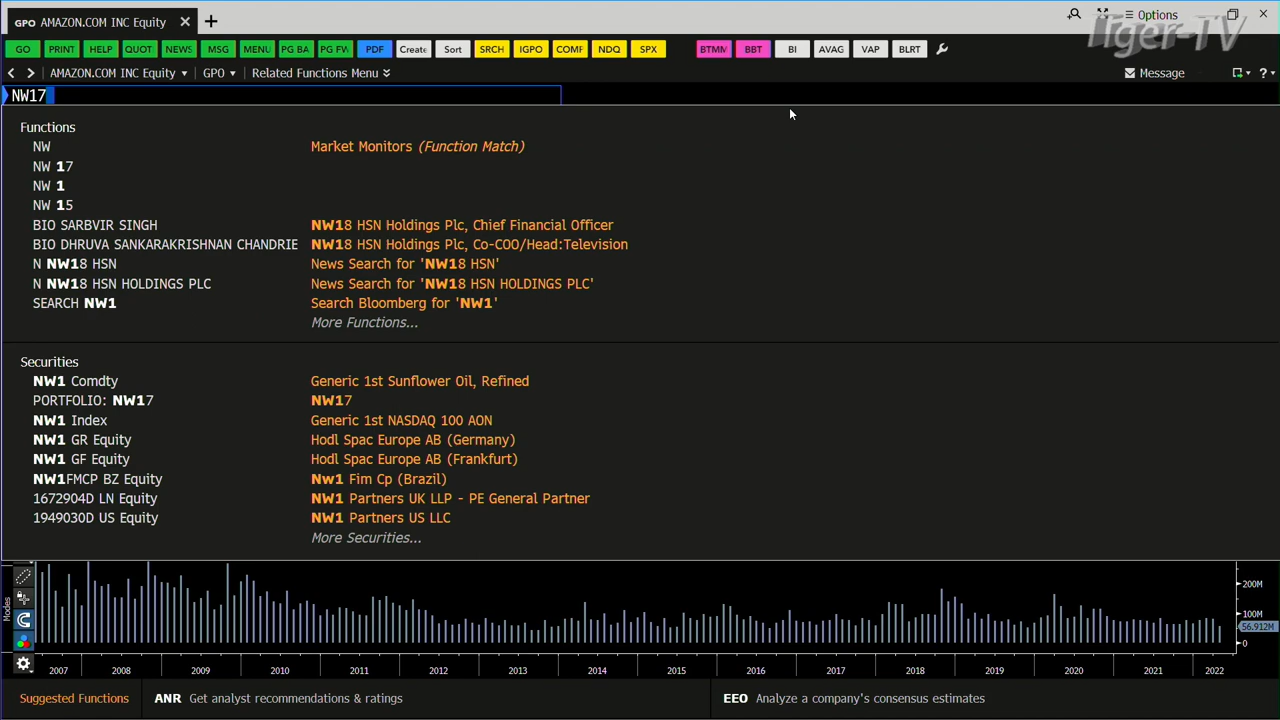 GPO AMAZON.COM INC Equity
Options
GO PRINT HELP QUOT NEWS MSG MENU PG BA PG FW PDF Create Sort SRCH IGPO COMF NDQ SPX BTMM BBT BI AVAG VAP BLRT
Tiger-TV
AMAZON.COM INC Equity GPO Related Functions Menu Message ?
NW17
Functions
NW Market Monitors (Function Match)
NW 17
NW 1
NW 15
BIO SARBVIR SINGH NW18 HSN Holdings Plc, Chief Financial Officer
BIO DHRUVA SANKARAKRISHNAN CHANDRIE NW18 HSN Holdings Plc, Co-COO/Head:Television
N NW18 HSN News Search for 'NW18 HSN'
N NW18 HSN HOLDINGS PLC News Search for 'NW18 HSN HOLDINGS PLC'
SEARCH NW1 Search Bloomberg for 'NW1'
More Functions...
Securities
NW1 Comdty Generic 1st Sunflower Oil, Refined
PORTFOLIO: NW17 NW17
NW1 Index Generic 1st NASDAQ 100 AON
NW1 GR Equity Hodl Spac Europe AB (Germany)
NW1 GF Equity Hodl Spac Europe AB (Frankfurt)
NW1FMCP BZ Equity Nw1 Fim Cp (Brazil)
1672904D LN Equity NW1 Partners UK LLP - PE General Partner
1949030D US Equity NW1 Partners US LLC
More Securities...
Modes
200M
100M
56.912M
0
2007 2008 2009 2010 2011 2012 2013 2014 2015 2016 2017 2018 2019 2020 2021 2022
Suggested Functions ANR Get analyst recommendations & ratings EEO Analyze a company's consensus estimates